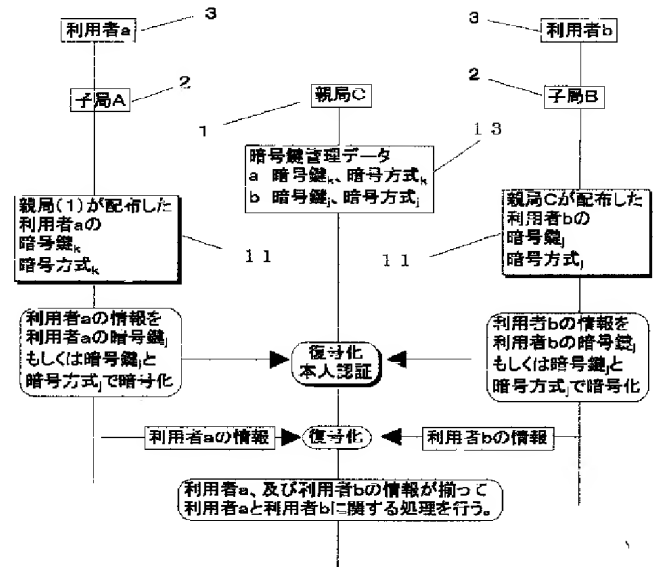 利用者a
3
子局A
2
親局C
1
3
利用者b
2
子局B
13
暗号鍵管理データ
a 暗号鍵k、暗号方式k
b 暗号鍵j、暗号方式j
親局(1)が配布した
利用者aの
暗号鍵k
暗号方式k
11
親局Cが配布した
利用者bの
暗号鍵j
暗号方式j
11
利用者aの情報を
利用者aの暗号鍵j
もしくは暗号鍵jと
暗号方式jで暗号化
復号化
本人認証
利用者bの情報を
利用者bの暗号鍵j
もしくは暗号鍵jと
暗号方式jで暗号化
利用者aの情報
復号化
利用者bの情報
利用者a、及び利用者bの情報が揃って
利用者aと利用者bに関する処理を行う。